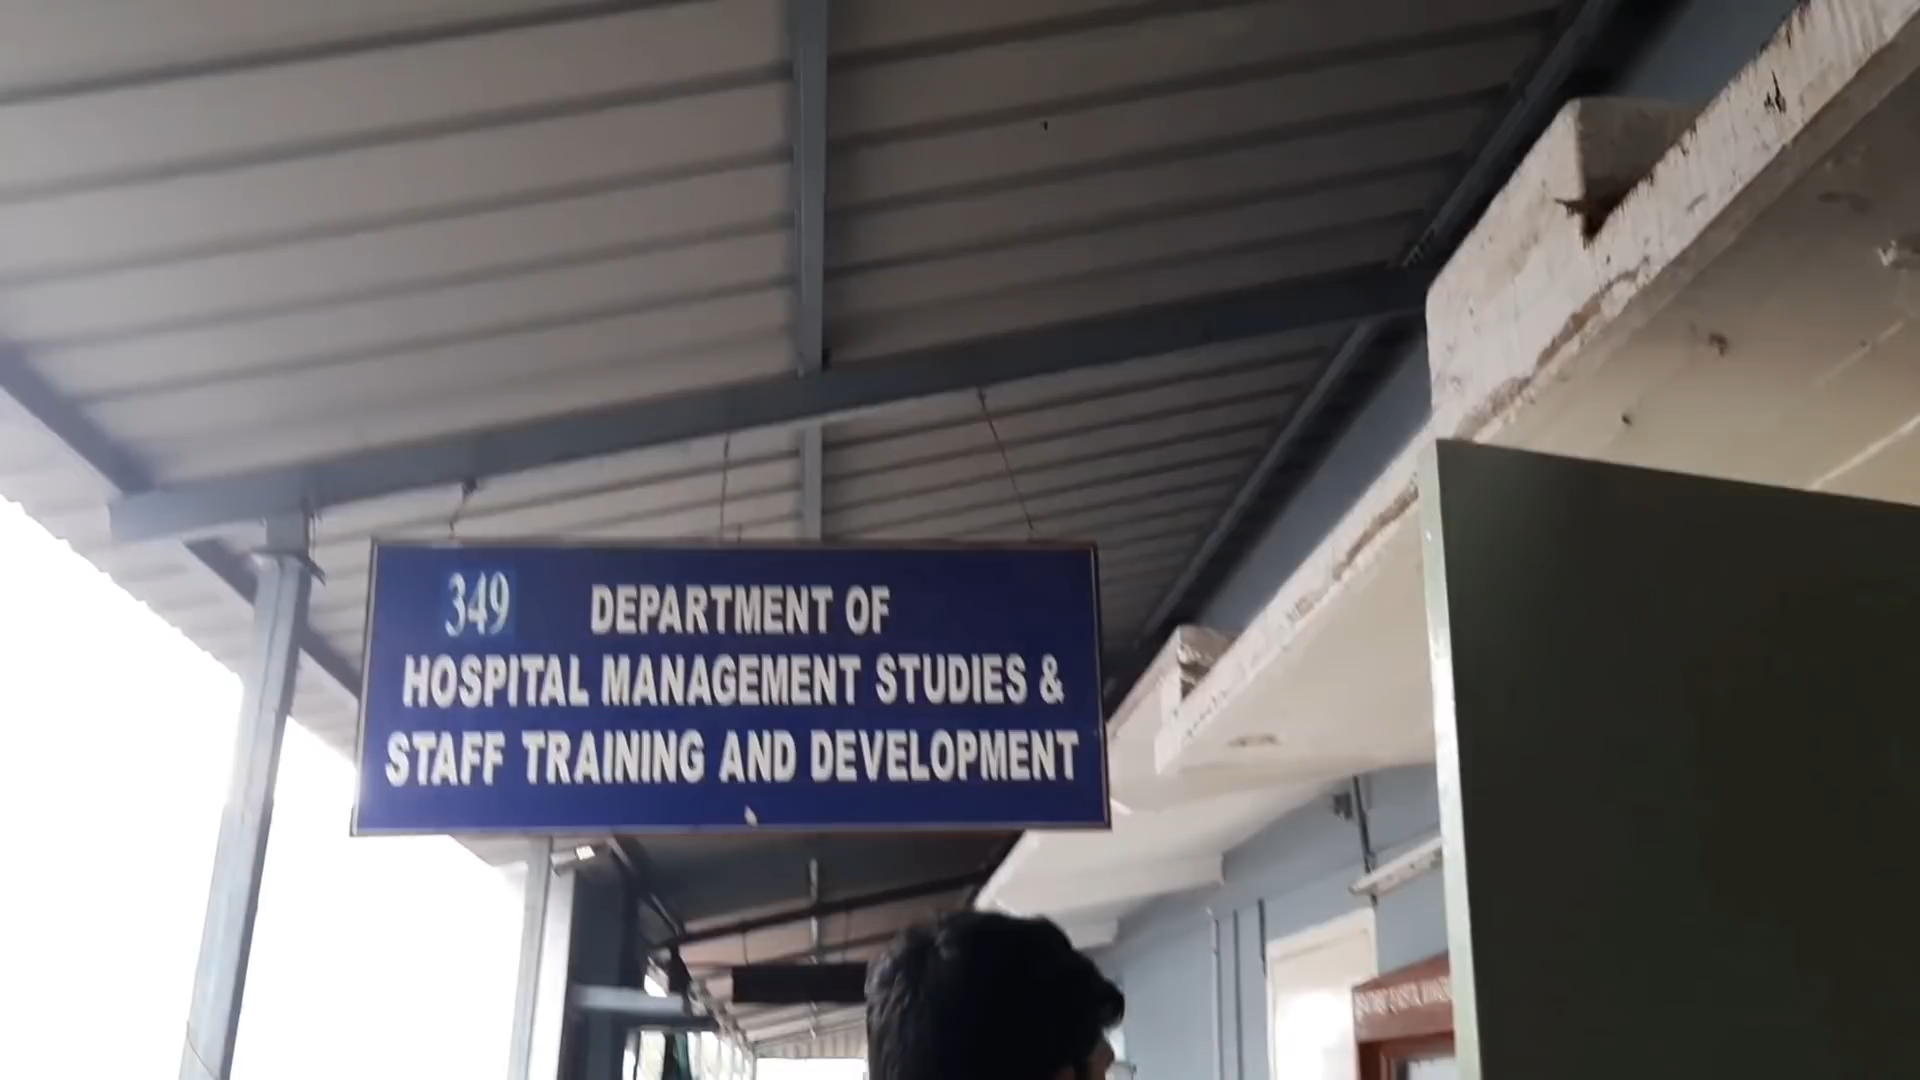 349 DEPARTMENT OF
HOSPITAL MANAGEMENT STUDIES &
STAFF TRAINING AND DEVELOPMENT